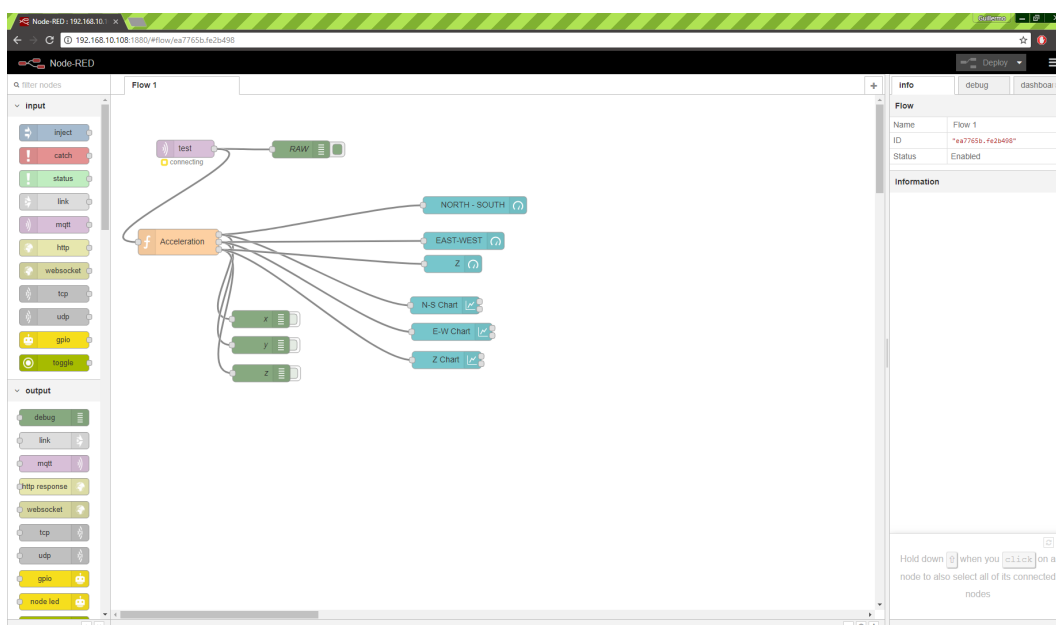 Node-RED : 192.168.10.1
Guillermo
192.168.10.108:1880/#flow/ea7765b.fe2b498
Node-RED
Deploy
filter nodes
Flow 1
info
debug
dashboar
input
inject
catch
status
link
mqtt
http
websocket
tcp
udp
gpio
toggle
output
debug
link
mqtt
http response
websocket
tcp
udp
gpio
node led
test
connecting
RAW
Acceleration
NORTH - SOUTH
EAST-WEST
Z
N-S Chart
E-W Chart
Z Chart
x
y
z
Flow
Name
Flow 1
ID
"ea7765b.fe2b498"
Status
Enabled
Information
Hold down ⇧ when you click on a
node to also select all of its connected
nodes